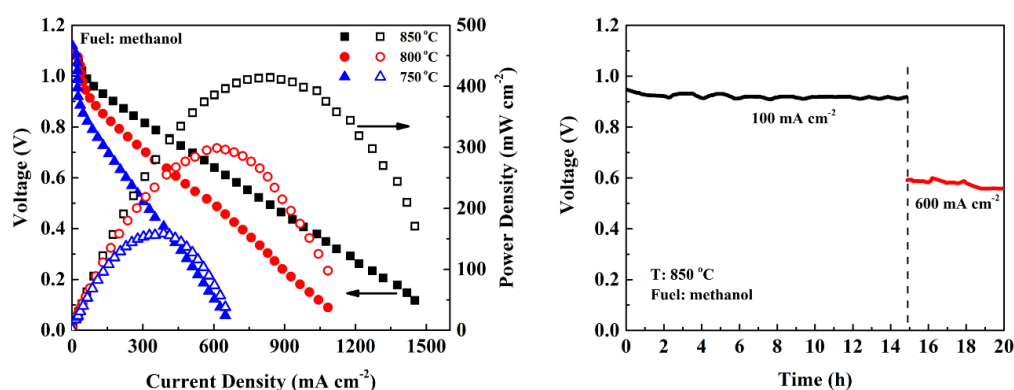 Fuel: methanol
850 °C
800 °C
750 °C
1.2
1.0
0.8
0.6
0.4
0.2
0.0
Voltage (V)
500
400
300
200
100
0
Power Density (mW cm⁻²)
0 300 600 900 1200 1500
Current Density (mA cm⁻²)
1.2
1.0
0.8
0.6
0.4
0.2
0.0
Voltage (V)
100 mA cm⁻²
600 mA cm⁻²
T: 850 °C
Fuel: methanol
0 2 4 6 8 10 12 14 16 18 20
Time (h)